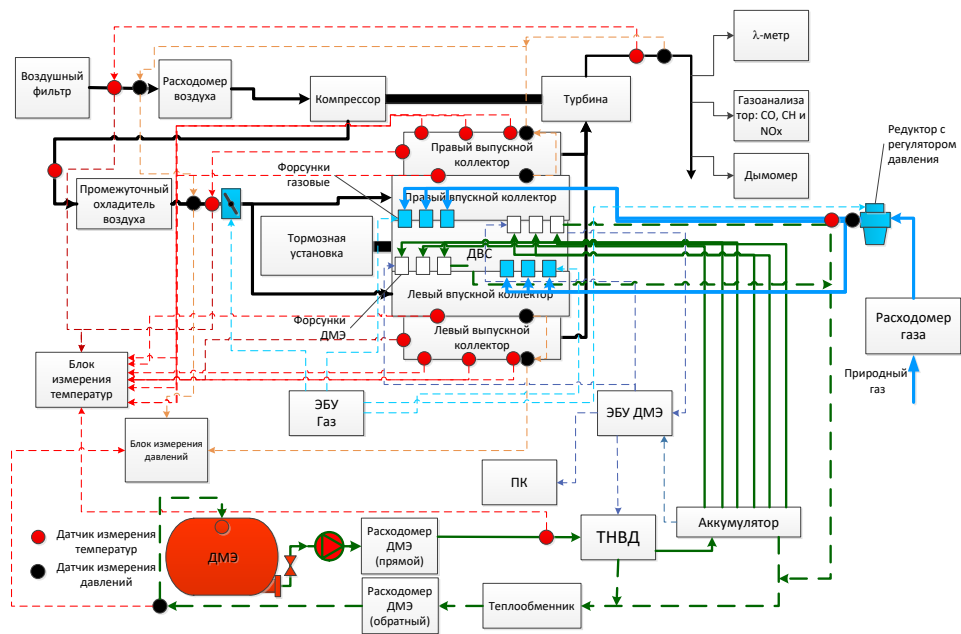 λ-метр
Воздушный
фильтр
Расходомер
воздуха
Компрессор
Турбина
Газоанализа
тор: CO, CH и
NOx
Редуктор с
регулятором
давления
Правый выпускной
коллектор
Форсунки
газовые
Дымомер
Промежуточный
охладитель
воздуха
Правый впускной
коллектор
Тормозная
установка
ДВС
Левый впускной коллектор
Форсунки
ДМЭ
Левый выпускной
коллектор
Расходомер
газа
Природный
газ
Блок
измерения
температур
ЭБУ
Газ
ЭБУ ДМЭ
Блок измерения
давлений
ПК
Датчик измерения
температур
Датчик измерения
давлений
ДМЭ
Расходомер
ДМЭ
(прямой)
ТНВД
Аккумулятор
Расходомер
ДМЭ
(обратный)
Теплообменник